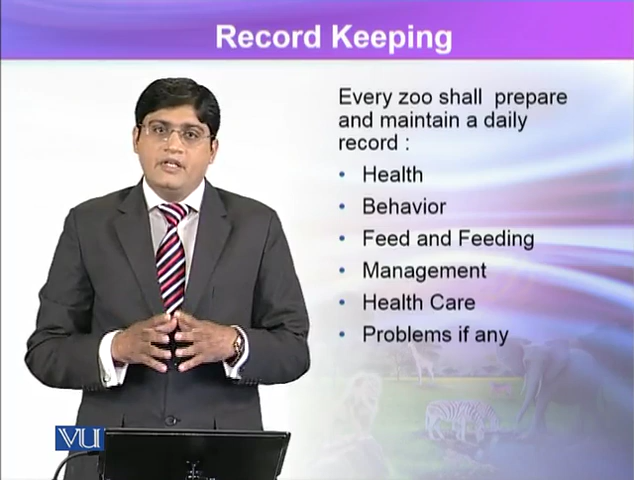 Record Keeping
Every zoo shall prepare
and maintain a daily
record :
• Health
• Behavior
• Feed and Feeding
• Management
• Health Care
• Problems if any
VU